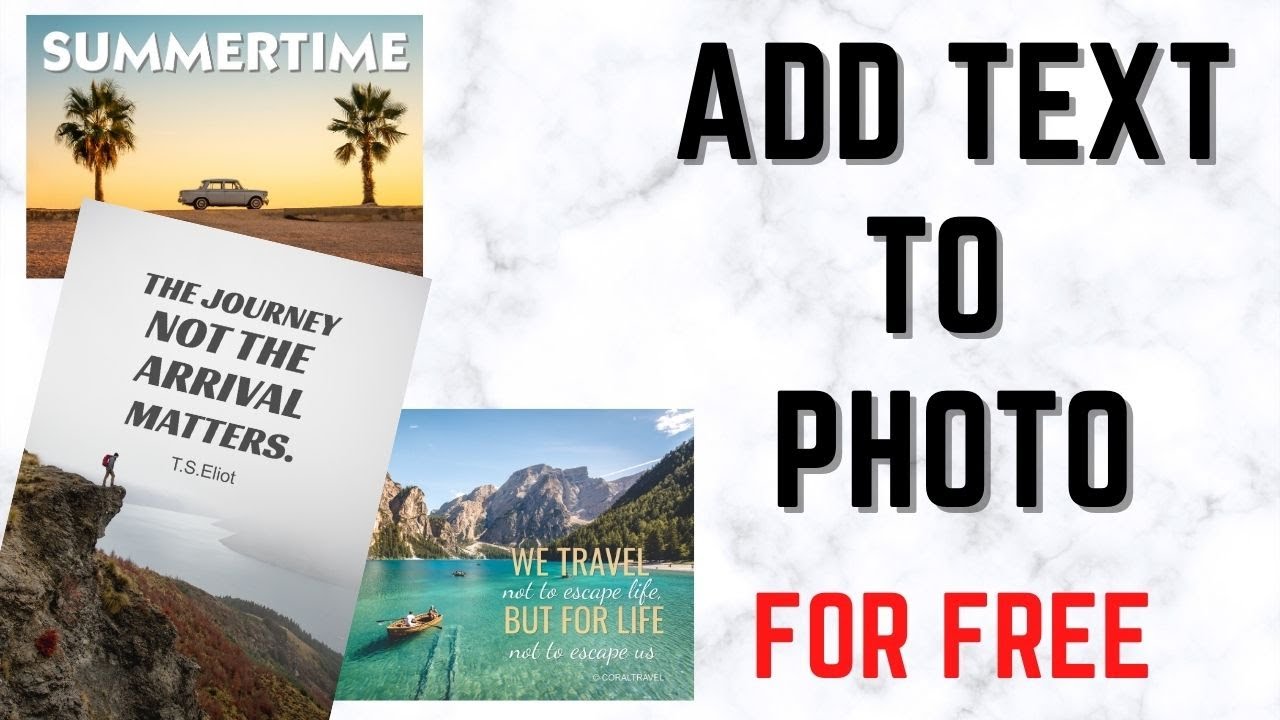 SUMMERTIME
THE JOURNEY
NOT THE
ARRIVAL
MATTERS.
T.S.Eliot
WE TRAVEL
not to escape life,
BUT FOR LIFE
not to escape us
© CORALTRAVEL
ADD TEXT
TO
PHOTO
FOR FREE